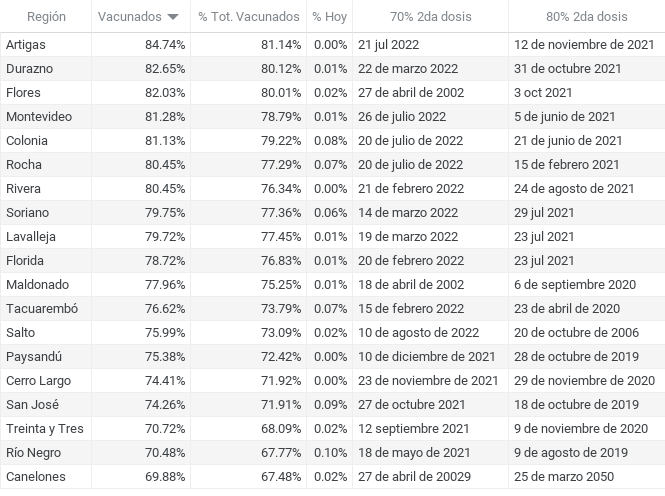 Región Vacunados % Tot. Vacunados % Hoy 70% 2da dosis 80% 2da dosis
Artigas 84.74% 81.14% 0.00% 21 jul 2022 12 de noviembre de 2021
Durazno 82.65% 80.12% 0.01% 22 de marzo 2022 31 de octubre 2021
Flores 82.03% 80.01% 0.02% 27 de abril de 2002 3 oct 2021
Montevideo 81.28% 78.79% 0.01% 26 de julio 2022 5 de junio de 2021
Colonia 81.13% 79.22% 0.08% 20 de julio de 2022 21 de junio de 2021
Rocha 80.45% 77.29% 0.07% 20 de julio de 2022 15 de febrero 2021
Rivera 80.45% 76.34% 0.00% 21 de febrero 2022 24 de agosto de 2021
Soriano 79.75% 77.36% 0.06% 14 de marzo 2022 29 jul 2021
Lavalleja 79.72% 77.45% 0.01% 19 de marzo 2022 23 jul 2021
Florida 78.72% 76.83% 0.01% 20 de febrero 2022 23 jul 2021
Maldonado 77.96% 75.25% 0.01% 18 de abril de 2002 6 de septiembre 2020
Tacuarembó 76.62% 73.79% 0.07% 15 de febrero 2022 23 de abril de 2020
Salto 75.99% 73.09% 0.02% 10 de agosto de 2022 20 de octubre de 2006
Paysandú 75.38% 72.42% 0.00% 10 de diciembre de 2021 28 de octubre de 2019
Cerro Largo 74.41% 71.92% 0.00% 23 de noviembre de 2021 29 de noviembre de 2020
San José 74.26% 71.91% 0.09% 27 de octubre 2021 18 de octubre de 2019
Treinta y Tres 70.72% 68.09% 0.02% 12 septiembre 2021 9 de noviembre de 2020
Río Negro 70.48% 67.77% 0.10% 18 de mayo de 2021 9 de agosto de 2019
Canelones 69.88% 67.48% 0.02% 27 de abril de 20029 25 de marzo 2050